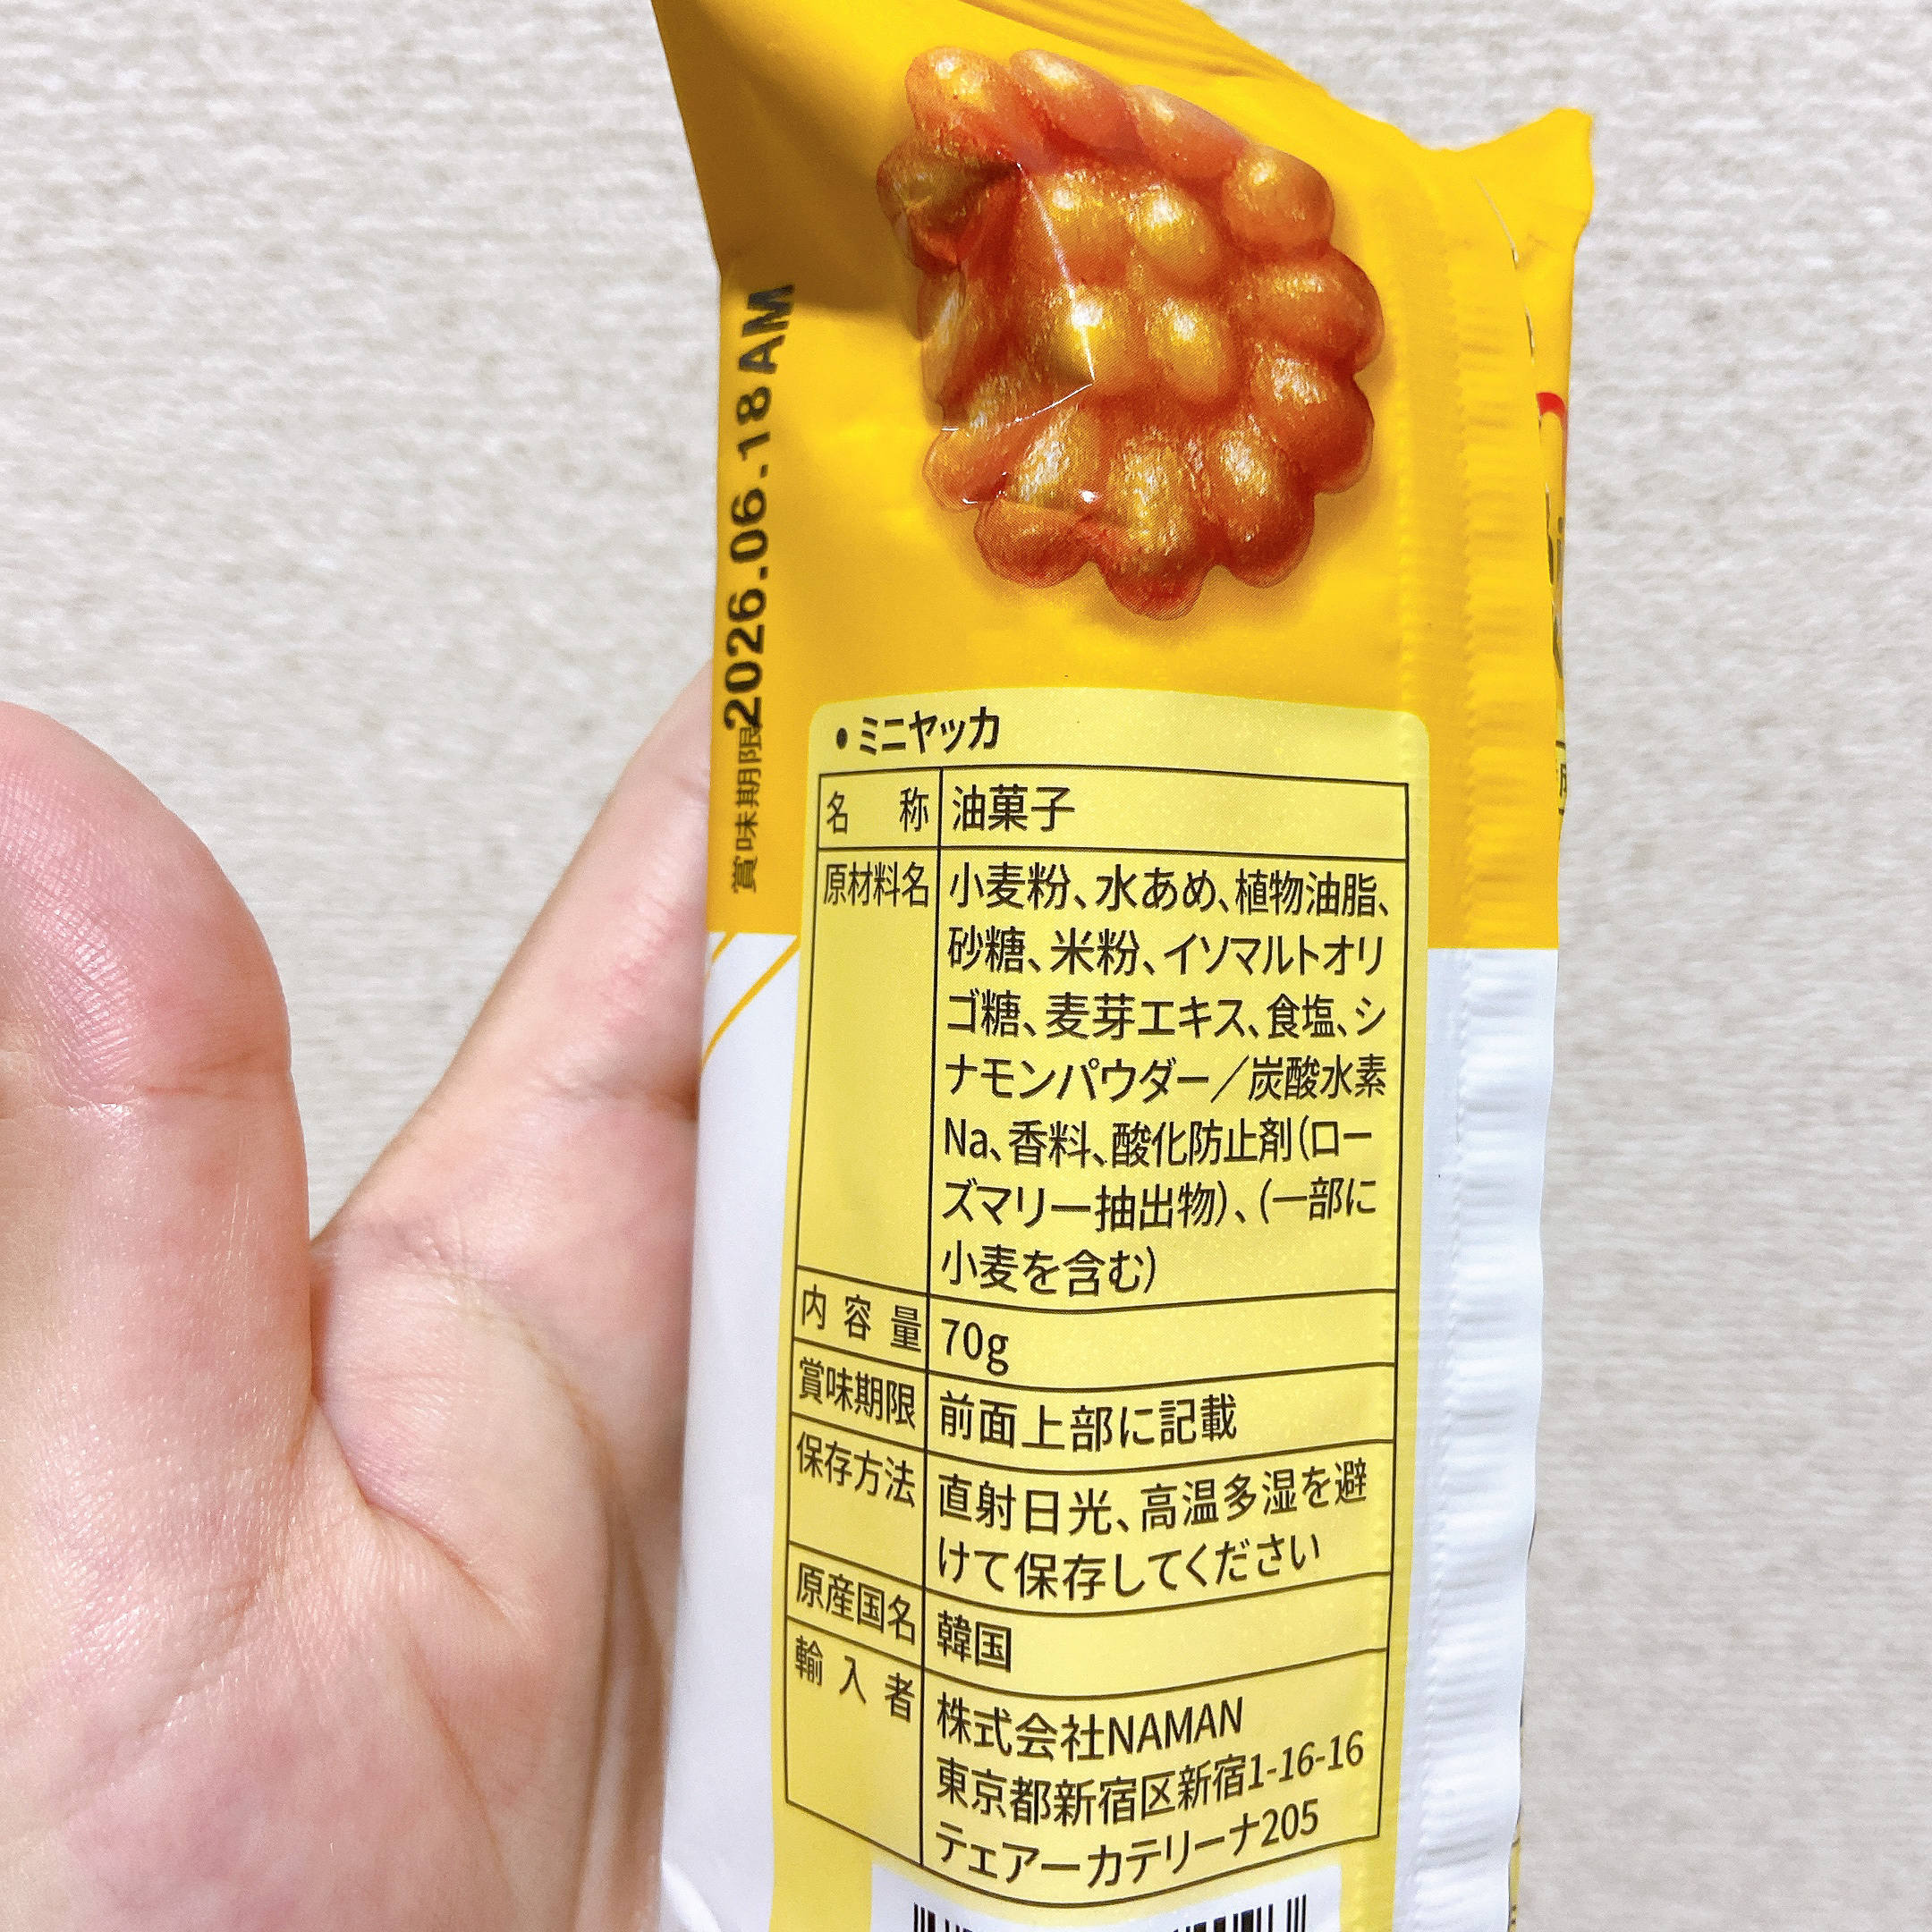 賞味期限2026.06.18AM
● ミニヤッカ
名 称 油菓子
原材料名 小麦粉、水あめ、植物油脂、
砂糖、米粉、イソマルトオリ
ゴ糖、麦芽エキス、食塩、シ
ナモンパウダー／炭酸水素
Na、香料、酸化防止剤(ロー
ズマリー抽出物)、(一部に
小麦を含む)
内容量 70g
賞味期限 前面上部に記載
保存方法 直射日光、高温多湿を避
けて保存してください
原産国名 韓国
輸入者 株式会社NAMAN
東京都新宿区新宿1-16-16
テェアーカテリーナ205